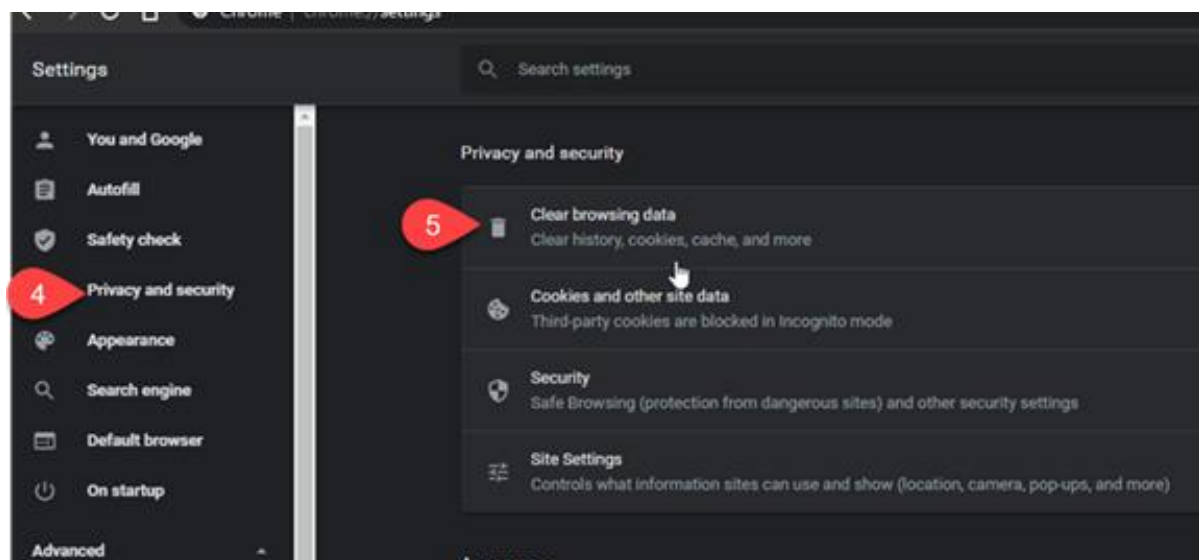 Chrome | chrome://settings
Settings
Search settings
You and Google
Autofill
Safety check
4
Privacy and security
Appearance
Search engine
Default browser
On startup
Advanced
Privacy and security
5
Clear browsing data
Clear history, cookies, cache, and more
Cookies and other site data
Third-party cookies are blocked in Incognito mode
Security
Safe Browsing (protection from dangerous sites) and other security settings
Site Settings
Controls what information sites can use and show (location, camera, pop-ups, and more)